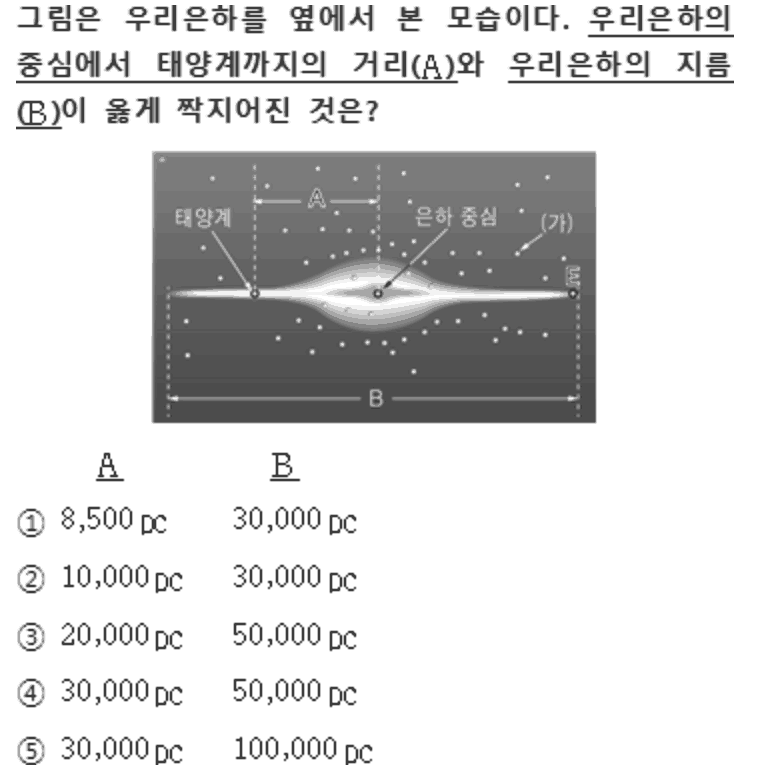 그림은 우리은하를 옆에서 본 모습이다. 우리은하의
중심에서 태양계까지의 거리(A)와 우리은하의 지름
(B)이 옳게 짝지어진 것은?
A
태양계
은하 중심
(가)
B
A B
① 8,500 pc 30,000 pc
② 10,000 pc 30,000 pc
③ 20,000 pc 50,000 pc
④ 30,000 pc 50,000 pc
⑤ 30,000 pc 100,000 pc